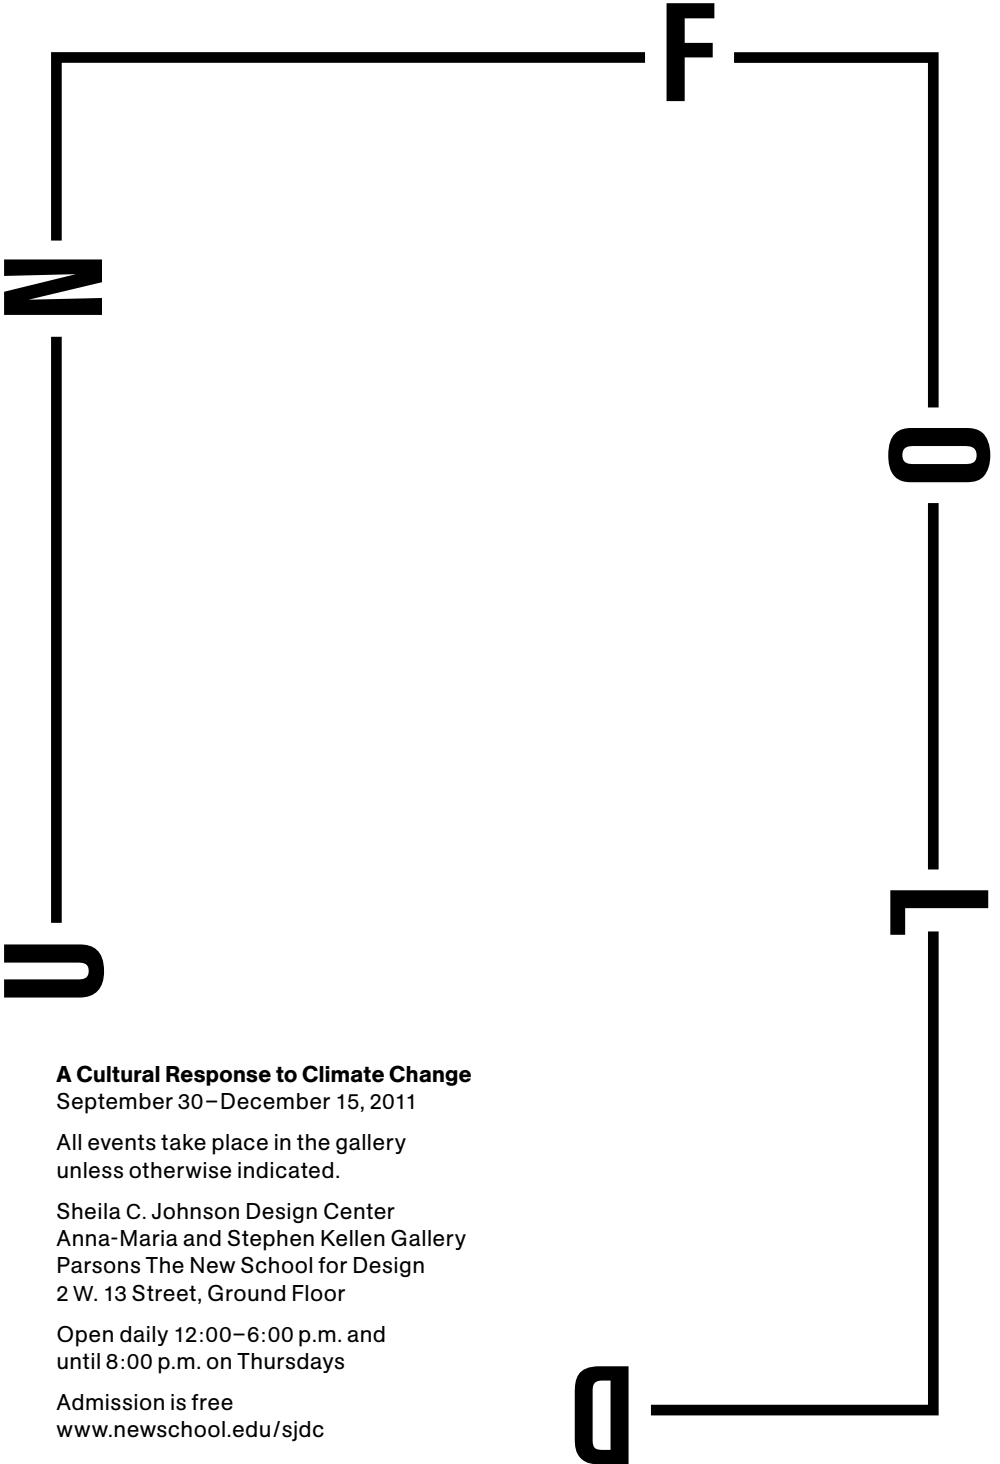 UNFOLD
A Cultural Response to Climate Change
September 30–December 15, 2011
All events take place in the gallery
unless otherwise indicated.
Sheila C. Johnson Design Center
Anna-Maria and Stephen Kellen Gallery
Parsons The New School for Design
2 W. 13 Street, Ground Floor
Open daily 12:00–6:00 p.m. and
until 8:00 p.m. on Thursdays
Admission is free
www.newschool.edu/sjdc